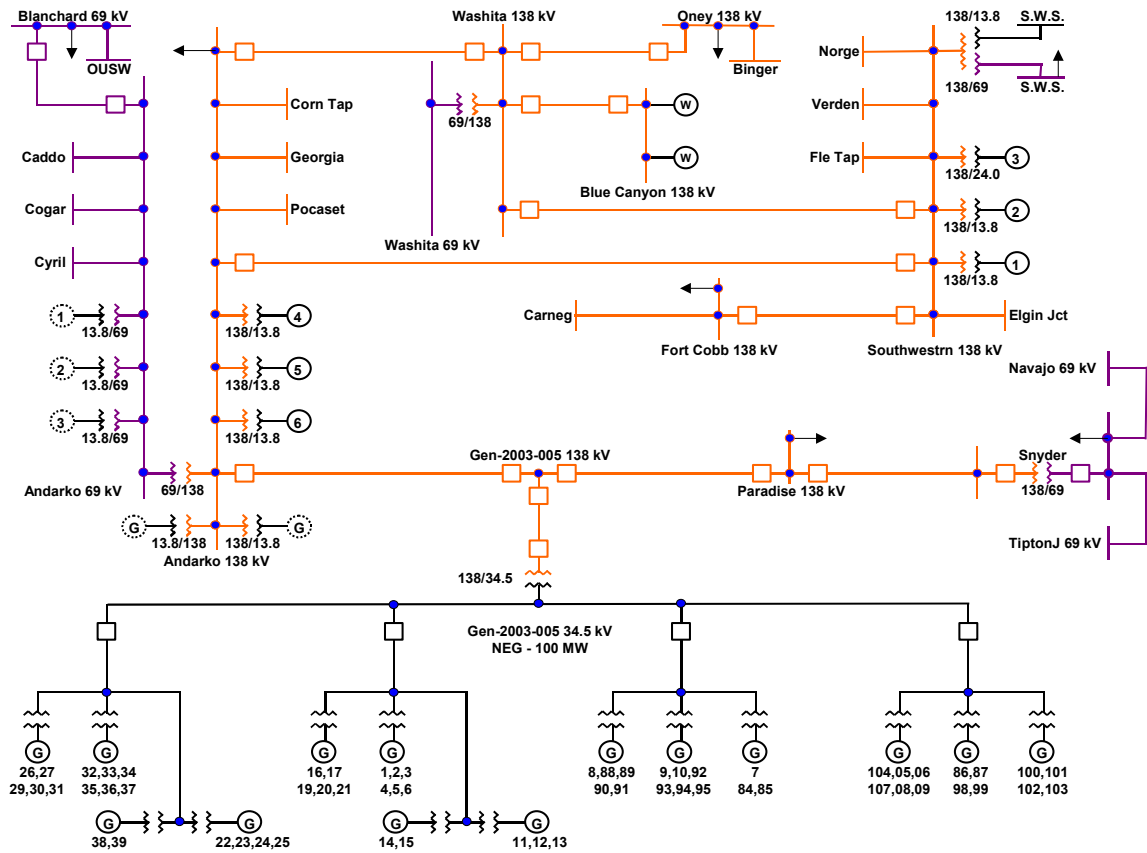 Blanchard 69 kV
OUSW
Caddo
Cogar
Cyril
1
13.8/69
2
13.8/69
3
13.8/69
Andarko 69 kV
69/138
G
13.8/138
138/13.8
G
Andarko 138 kV
Corn Tap
Georgia
Pocaset
4
138/13.8
5
138/13.8
6
138/13.8
Washita 138 kV
69/138
Washita 69 kV
Oney 138 kV
Binger
W
W
Blue Canyon 138 kV
Norge
Verden
Fle Tap
138/13.8
S.W.S.
138/69
S.W.S.
3
138/24.0
2
138/13.8
1
138/13.8
Carneg
Fort Cobb 138 kV
Southwestrn 138 kV
Elgin Jct
Navajo 69 kV
Snyder
138/69
TiptonJ 69 kV
Gen-2003-005 138 kV
Paradise 138 kV
138/34.5
Gen-2003-005 34.5 kV
NEG - 100 MW
G
26,27
29,30,31
G
32,33,34
35,36,37
G
38,39
G
22,23,24,25
G
16,17
19,20,21
G
1,2,3
4,5,6
G
14,15
G
11,12,13
G
8,88,89
90,91
G
9,10,92
93,94,95
G
7
84,85
G
104,05,06
107,08,09
G
86,87
98,99
G
100,101
102,103